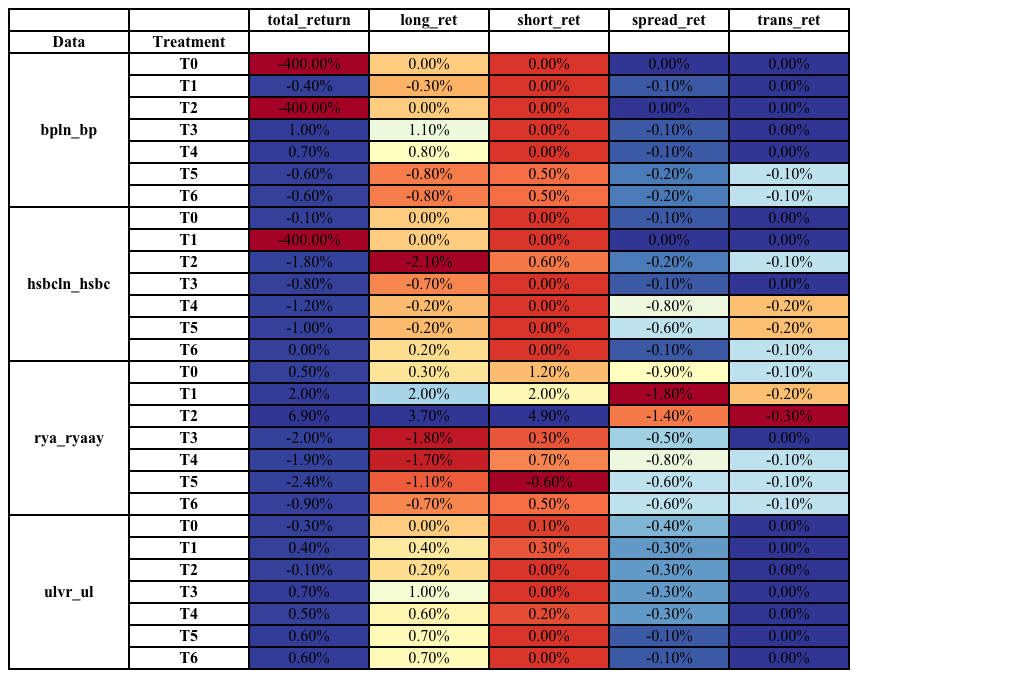 total_return long_ret short_ret spread_ret trans_ret
Data Treatment
T0 -400.00% 0.00% 0.00% 0.00% 0.00%
T1 -0.40% -0.30% 0.00% -0.10% 0.00%
T2 -400.00% 0.00% 0.00% 0.00% 0.00%
bpln_bp T3 1.00% 1.10% 0.00% -0.10% 0.00%
T4 0.70% 0.80% 0.00% -0.10% 0.00%
T5 -0.60% -0.80% 0.50% -0.20% -0.10%
T6 -0.60% -0.80% 0.50% -0.20% -0.10%
T0 -0.10% 0.00% 0.00% -0.10% 0.00%
T1 -400.00% 0.00% 0.00% 0.00% 0.00%
T2 -1.80% -2.10% 0.60% -0.20% -0.10%
hsbcln_hsbc T3 -0.80% -0.70% 0.00% -0.10% 0.00%
T4 -1.20% -0.20% 0.00% -0.80% -0.20%
T5 -1.00% -0.20% 0.00% -0.60% -0.20%
T6 0.00% 0.20% 0.00% -0.10% -0.10%
T0 0.50% 0.30% 1.20% -0.90% -0.10%
T1 2.00% 2.00% 2.00% -1.80% -0.20%
T2 6.90% 3.70% 4.90% -1.40% -0.30%
rya_ryaay T3 -2.00% -1.80% 0.30% -0.50% 0.00%
T4 -1.90% -1.70% 0.70% -0.80% -0.10%
T5 -2.40% -1.10% -0.60% -0.60% -0.10%
T6 -0.90% -0.70% 0.50% -0.60% -0.10%
T0 -0.30% 0.00% 0.10% -0.40% 0.00%
T1 0.40% 0.40% 0.30% -0.30% 0.00%
T2 -0.10% 0.20% 0.00% -0.30% 0.00%
ulvr_ul T3 0.70% 1.00% 0.00% -0.30% 0.00%
T4 0.50% 0.60% 0.20% -0.30% 0.00%
T5 0.60% 0.70% 0.00% -0.10% 0.00%
T6 0.60% 0.70% 0.00% -0.10% 0.00%